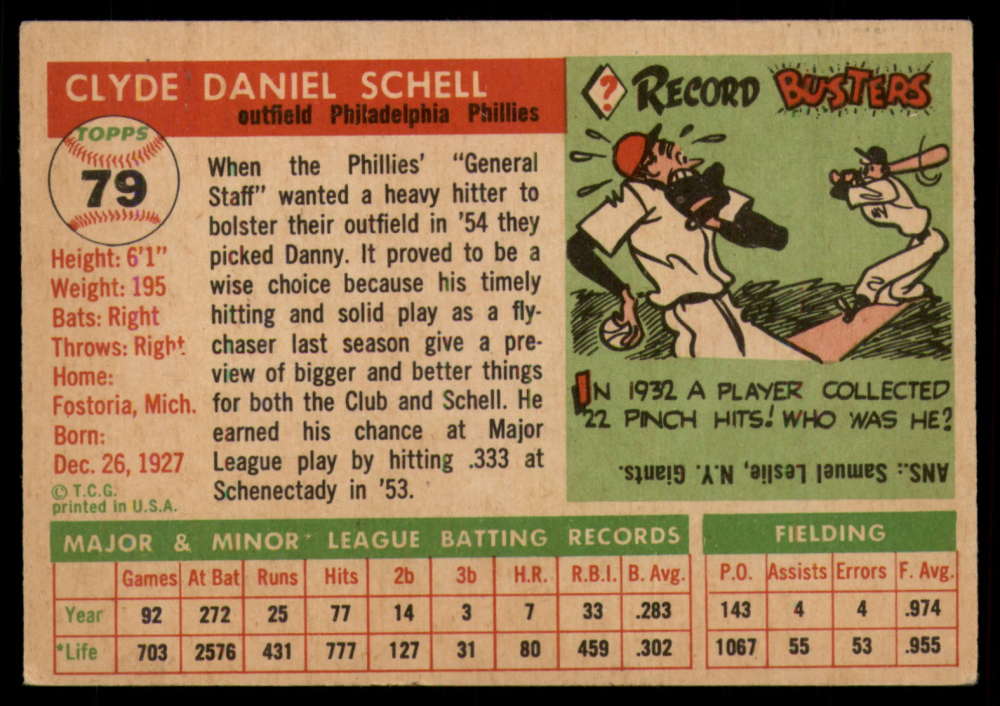 CLYDE DANIEL SCHELL
outfield Philadelphia Phillies
TOPPS
79
Height: 6'1"
Weight: 195
Bats: Right
Throws: Right
Home:
Fostoria, Mich.
Born:
Dec. 26, 1927
© T.C.G.
printed in U.S.A.
When the Phillies' "General
Staff" wanted a heavy hitter to
bolster their outfield in '54 they
picked Danny. It proved to be a
wise choice because his timely
hitting and solid play as a fly-
chaser last season give a pre-
view of bigger and better things
for both the Club and Schell. He
earned his chance at Major
League play by hitting .333 at
Schenectady in '53.
? RECORD BUSTERS
NY
IN 1932 A PLAYER COLLECTED
22 PINCH HITS! WHO WAS HE?
ANS.: Samuel Leslie, N.Y. Giants.
MAJOR & MINOR LEAGUE BATTING RECORDS
Games At Bat Runs Hits 2b 3b H.R. R.B.I. B. Avg.
Year 92 272 25 77 14 3 7 33 .283
*Life 703 2576 431 777 127 31 80 459 .302
FIELDING
P.O. Assists Errors F. Avg.
143 4 4 .974
1067 55 53 .955